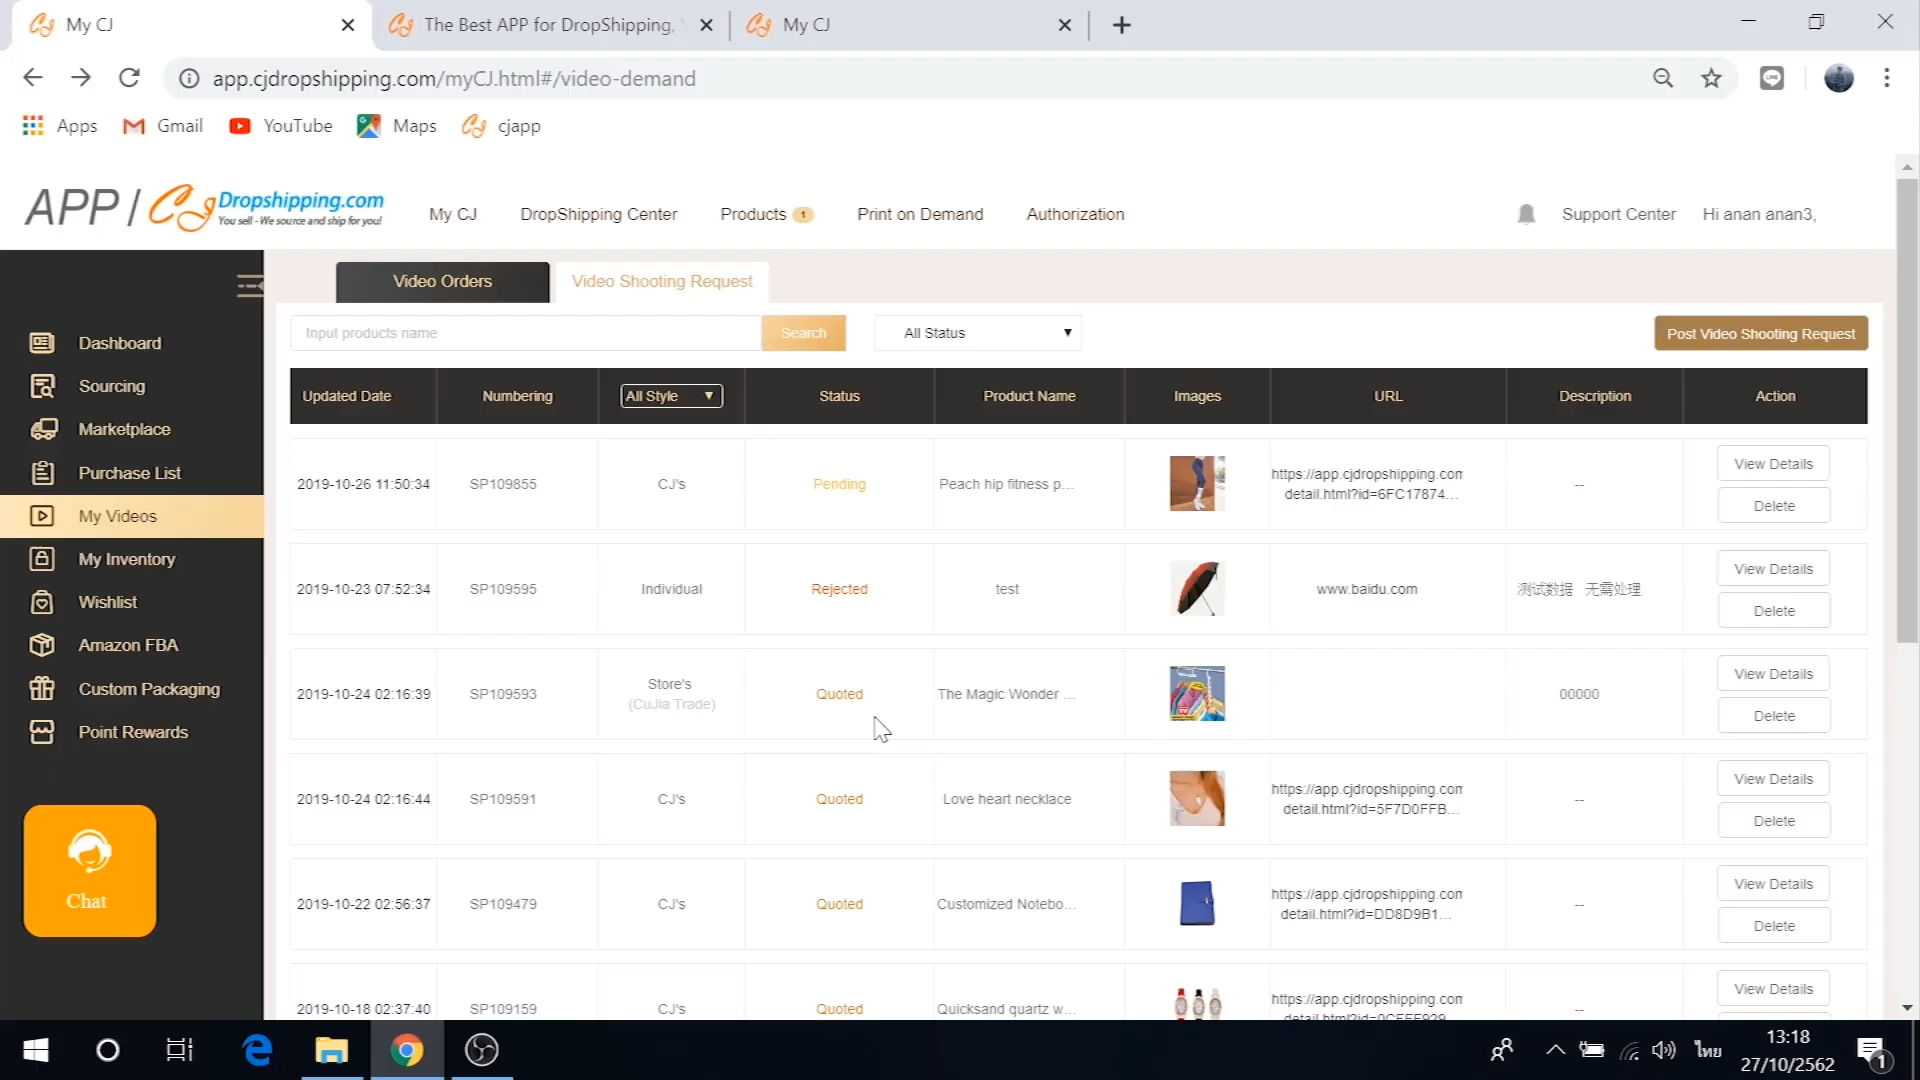 My CJ
The Best APP for DropShipping,
My CJ
app.cjdropshipping.com/myCJ.html#/video-demand
Apps
Gmail
YouTube
Maps
cjapp
APP / CJ Dropshipping.com
You sell - We source and ship for you!
My CJ
DropShipping Center
Products 1
Print on Demand
Authorization
Support Center
Hi anan anan3,
Dashboard
Sourcing
Marketplace
Purchase List
My Videos
My Inventory
Wishlist
Amazon FBA
Custom Packaging
Point Rewards
Chat
Video Orders
Video Shooting Request
Input products name
Search
All Status
Post Video Shooting Request
Updated Date
Numbering
All Style
Status
Product Name
Images
URL
Description
Action
2019-10-26 11:50:34
SP109855
CJ's
Pending
Peach hip fitness p...
https://app.cjdropshipping.com
detail.html?id=6FC17874...
--
View Details
Delete
2019-10-23 07:52:34
SP109595
Individual
Rejected
test
www.baidu.com
测试数据 无需处理
View Details
Delete
2019-10-24 02:16:39
SP109593
Store's
(CuJia Trade)
Quoted
The Magic Wonder ...
00000
View Details
Delete
2019-10-24 02:16:44
SP109591
CJ's
Quoted
Love heart necklace
https://app.cjdropshipping.com
detail.html?id=5F7D0FFB...
--
View Details
Delete
2019-10-22 02:56:37
SP109479
CJ's
Quoted
Customized Notebo...
https://app.cjdropshipping.com
detail.html?id=DD8D9B1...
--
View Details
Delete
2019-10-18 02:37:40
SP109159
CJ's
Quoted
Quicksand quartz w...
https://app.cjdropshipping.com
--
View Details
ไทย
13:18
27/10/2562
1